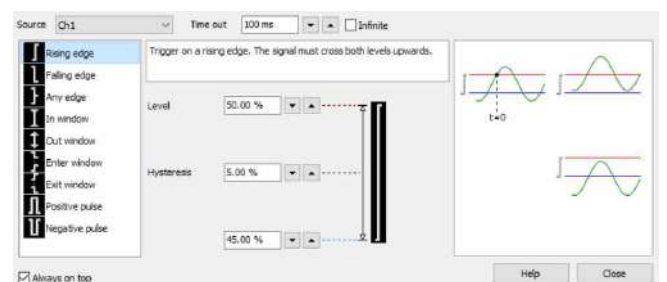 Source Ch1 Time out 100 ms Infinite
Rising edge
Falling edge
Any edge
In window
Out window
Enter window
Exit window
Positive pulse
Negative pulse
Trigger on a rising edge. The signal must cross both levels upwards.
Level 50.00 %
Hysteresis 5.00 %
45.00 %
t=0
Always on top
Help Close